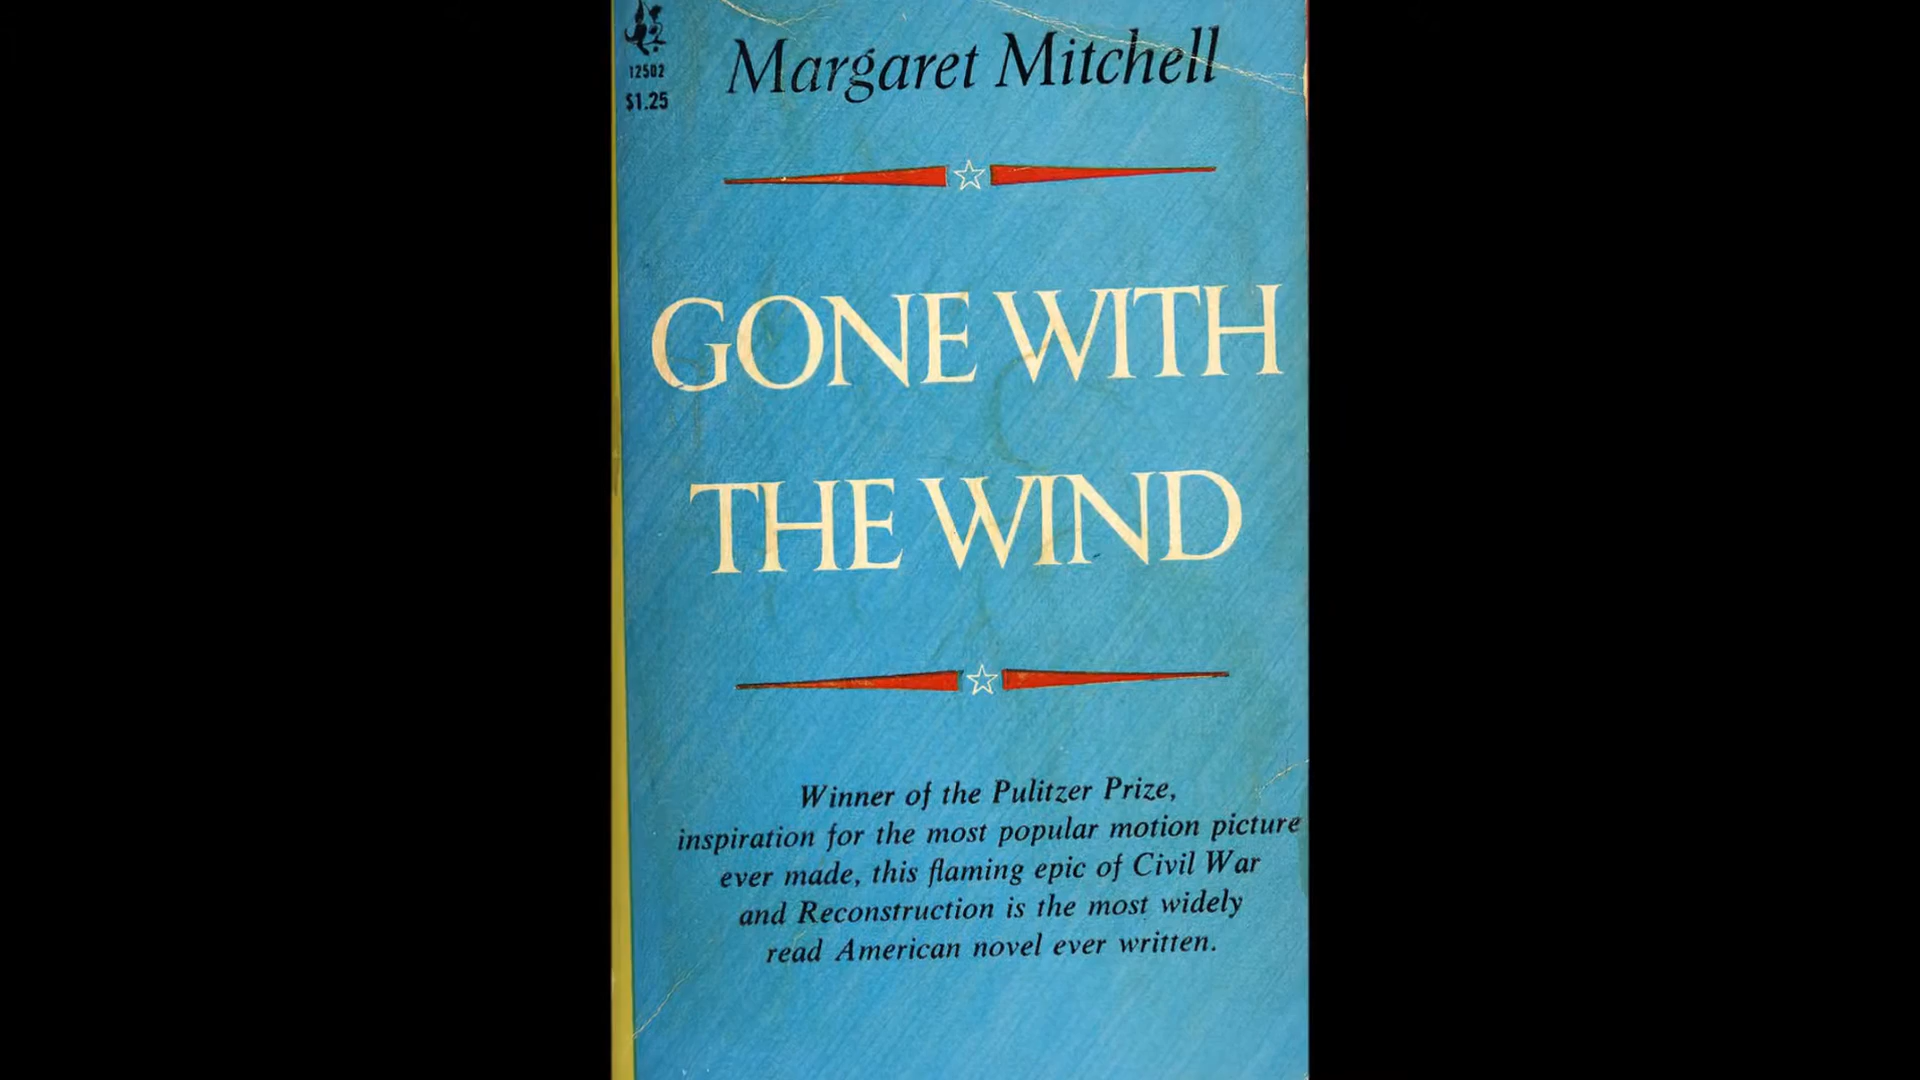 12502
$1.25
Margaret Mitchell
GONE WITH
THE WIND
Winner of the Pulitzer Prize,
inspiration for the most popular motion picture
ever made, this flaming epic of Civil War
and Reconstruction is the most widely
read American novel ever written.